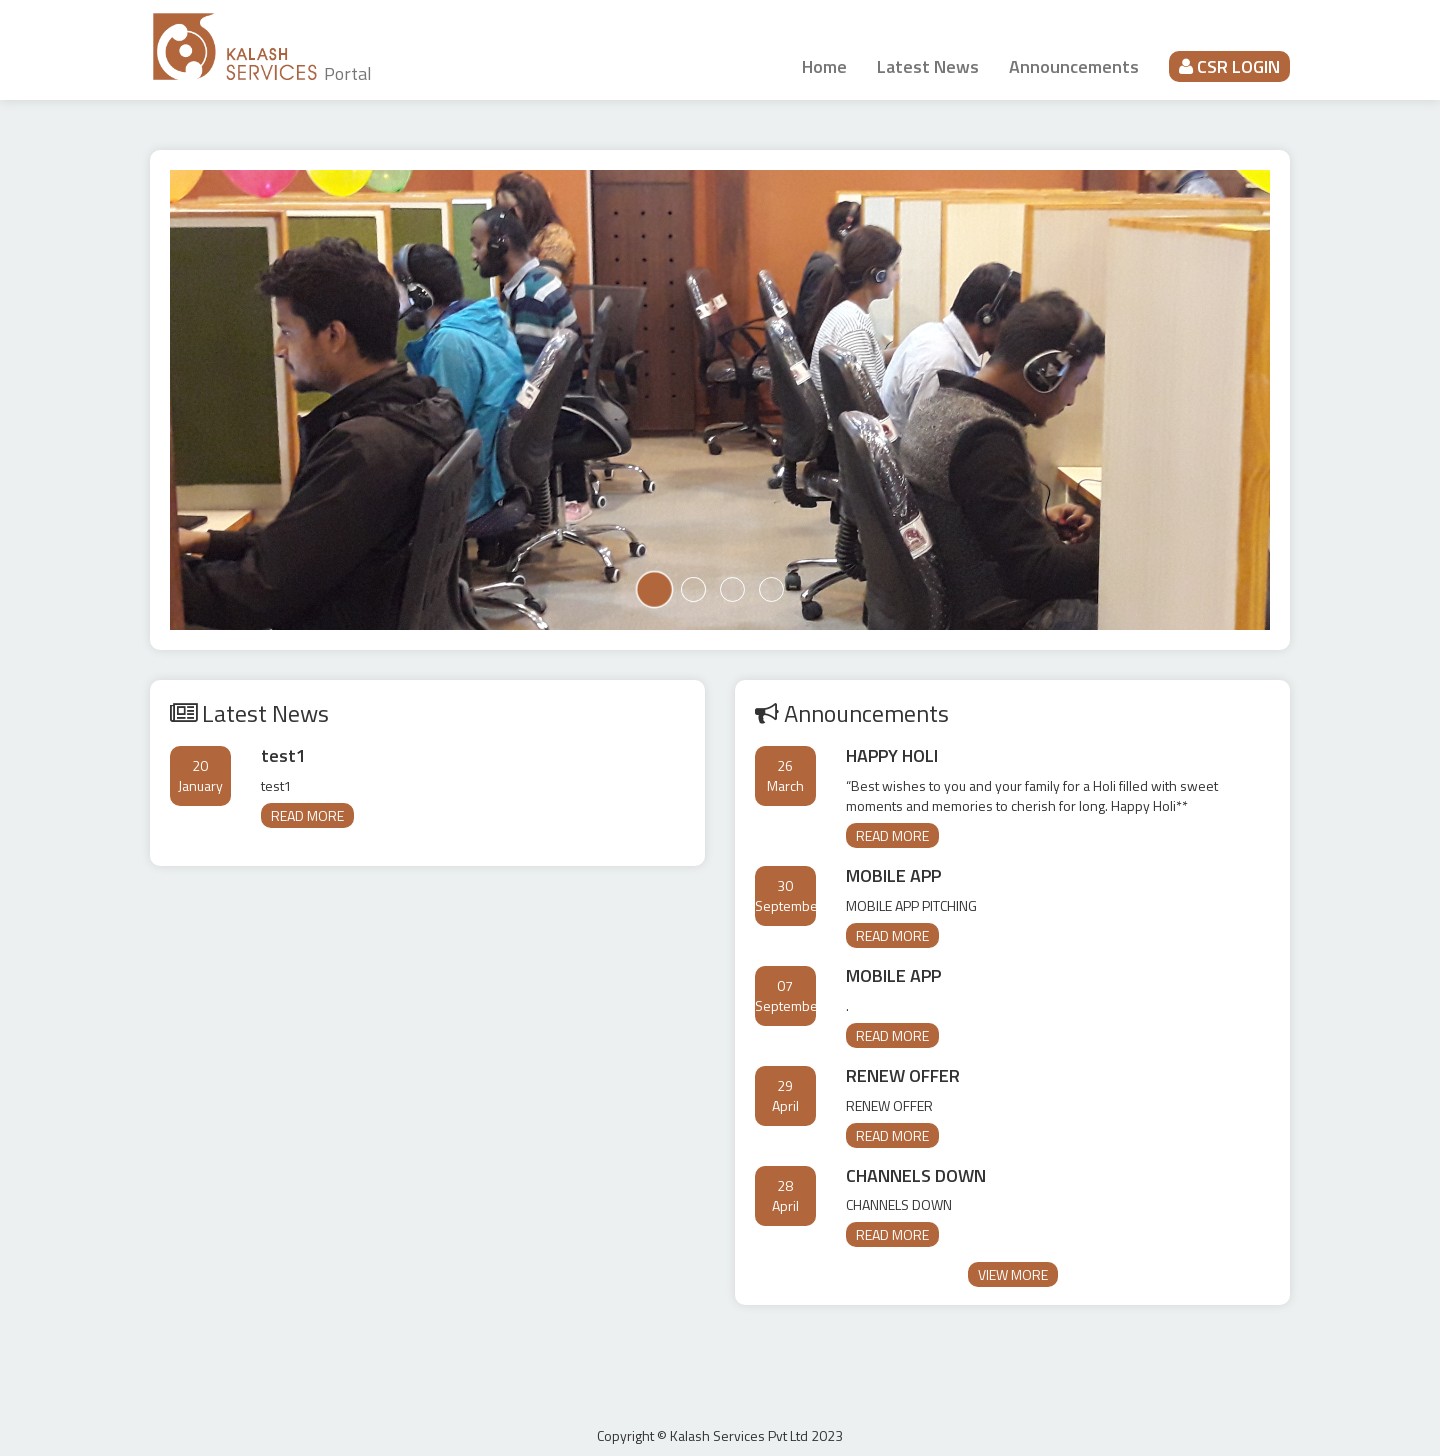 KALASH
SERVICES Portal
Home Latest News Announcements CSR LOGIN
Latest News
20
January
test1
test1
READ MORE
Announcements
26
March
HAPPY HOLI
“Best wishes to you and your family for a Holi filled with sweet
moments and memories to cherish for long. Happy Holi**
READ MORE
30
Septembe
MOBILE APP
MOBILE APP PITCHING
READ MORE
07
Septembe
MOBILE APP
.
READ MORE
29
April
RENEW OFFER
RENEW OFFER
READ MORE
28
April
CHANNELS DOWN
CHANNELS DOWN
READ MORE
VIEW MORE
Copyright © Kalash Services Pvt Ltd 2023